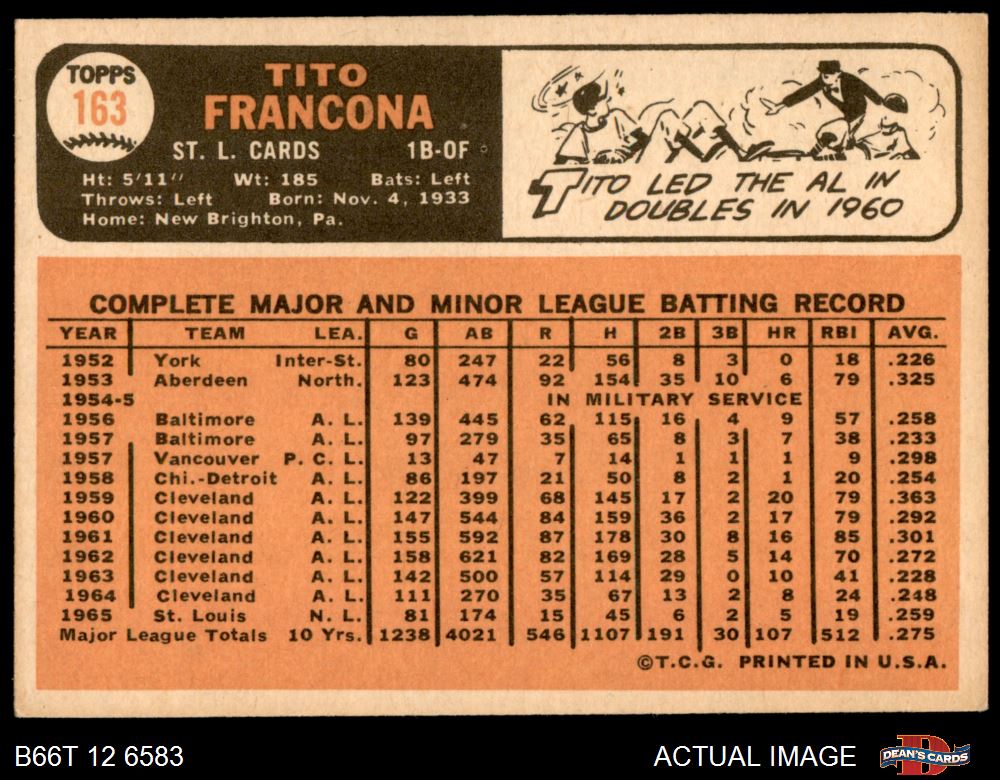 TOPPS
163
TITO
FRANCONA
ST. L. CARDS 1B-OF
Ht: 5'11" Wt: 185 Bats: Left
Throws: Left Born: Nov. 4, 1933
Home: New Brighton, Pa.
TITO LED THE AL IN
DOUBLES IN 1960
COMPLETE MAJOR AND MINOR LEAGUE BATTING RECORD
YEAR TEAM LEA. G AB R H 2B 3B HR RBI AVG.
1952 York Inter-St. 80 247 22 56 8 3 0 18 .226
1953 Aberdeen North. 123 474 92 154 35 10 6 79 .325
1954-5 IN MILITARY SERVICE
1956 Baltimore A. L. 139 445 62 115 16 4 9 57 .258
1957 Baltimore A. L. 97 279 35 65 8 3 7 38 .233
1957 Vancouver P. C. L. 13 47 7 14 1 1 1 9 .298
1958 Chi.-Detroit A. L. 86 197 21 50 8 2 1 20 .254
1959 Cleveland A. L. 122 399 68 145 17 2 20 79 .363
1960 Cleveland A. L. 147 544 84 159 36 2 17 79 .292
1961 Cleveland A. L. 155 592 87 178 30 8 16 85 .301
1962 Cleveland A. L. 158 621 82 169 28 5 14 70 .272
1963 Cleveland A. L. 142 500 57 114 29 0 10 41 .228
1964 Cleveland A. L. 111 270 35 67 13 2 8 24 .248
1965 St. Louis N. L. 81 174 15 45 6 2 5 19 .259
Major League Totals 10 Yrs. 1238 4021 546 1107 191 30 107 512 .275
©T.C.G. PRINTED IN U.S.A.
B66T 12 6583 ACTUAL IMAGE DEAN'S CARDS